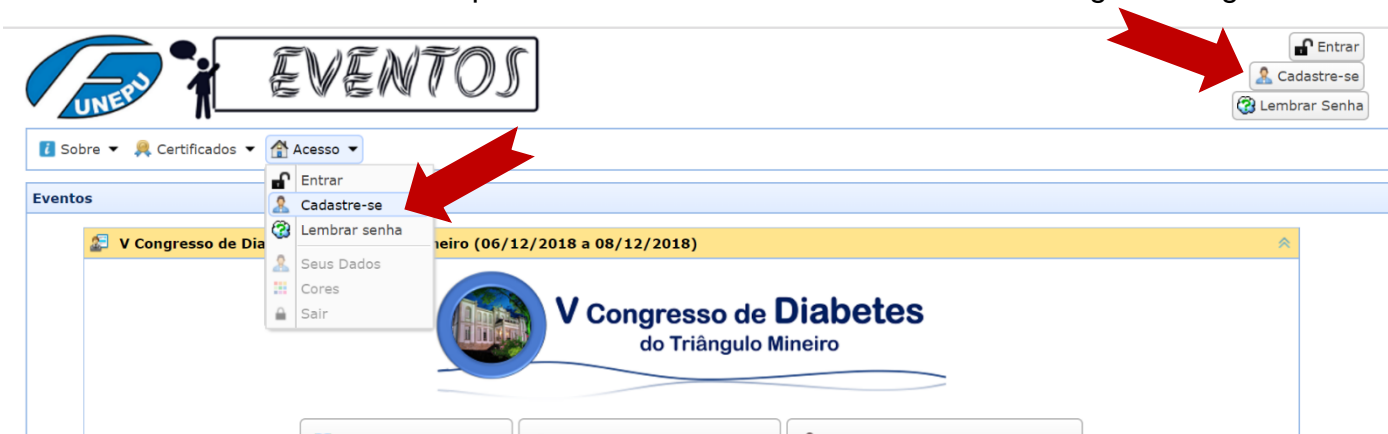 UNEPU
EVENTOS
Entrar
Cadastre-se
Lembrar Senha
Sobre
Certificados
Acesso
Entrar
Cadastre-se
Lembrar senha
Seus Dados
Cores
Sair
Eventos
V Congresso de Dia neiro (06/12/2018 a 08/12/2018)
V Congresso de Diabetes
do Triângulo Mineiro